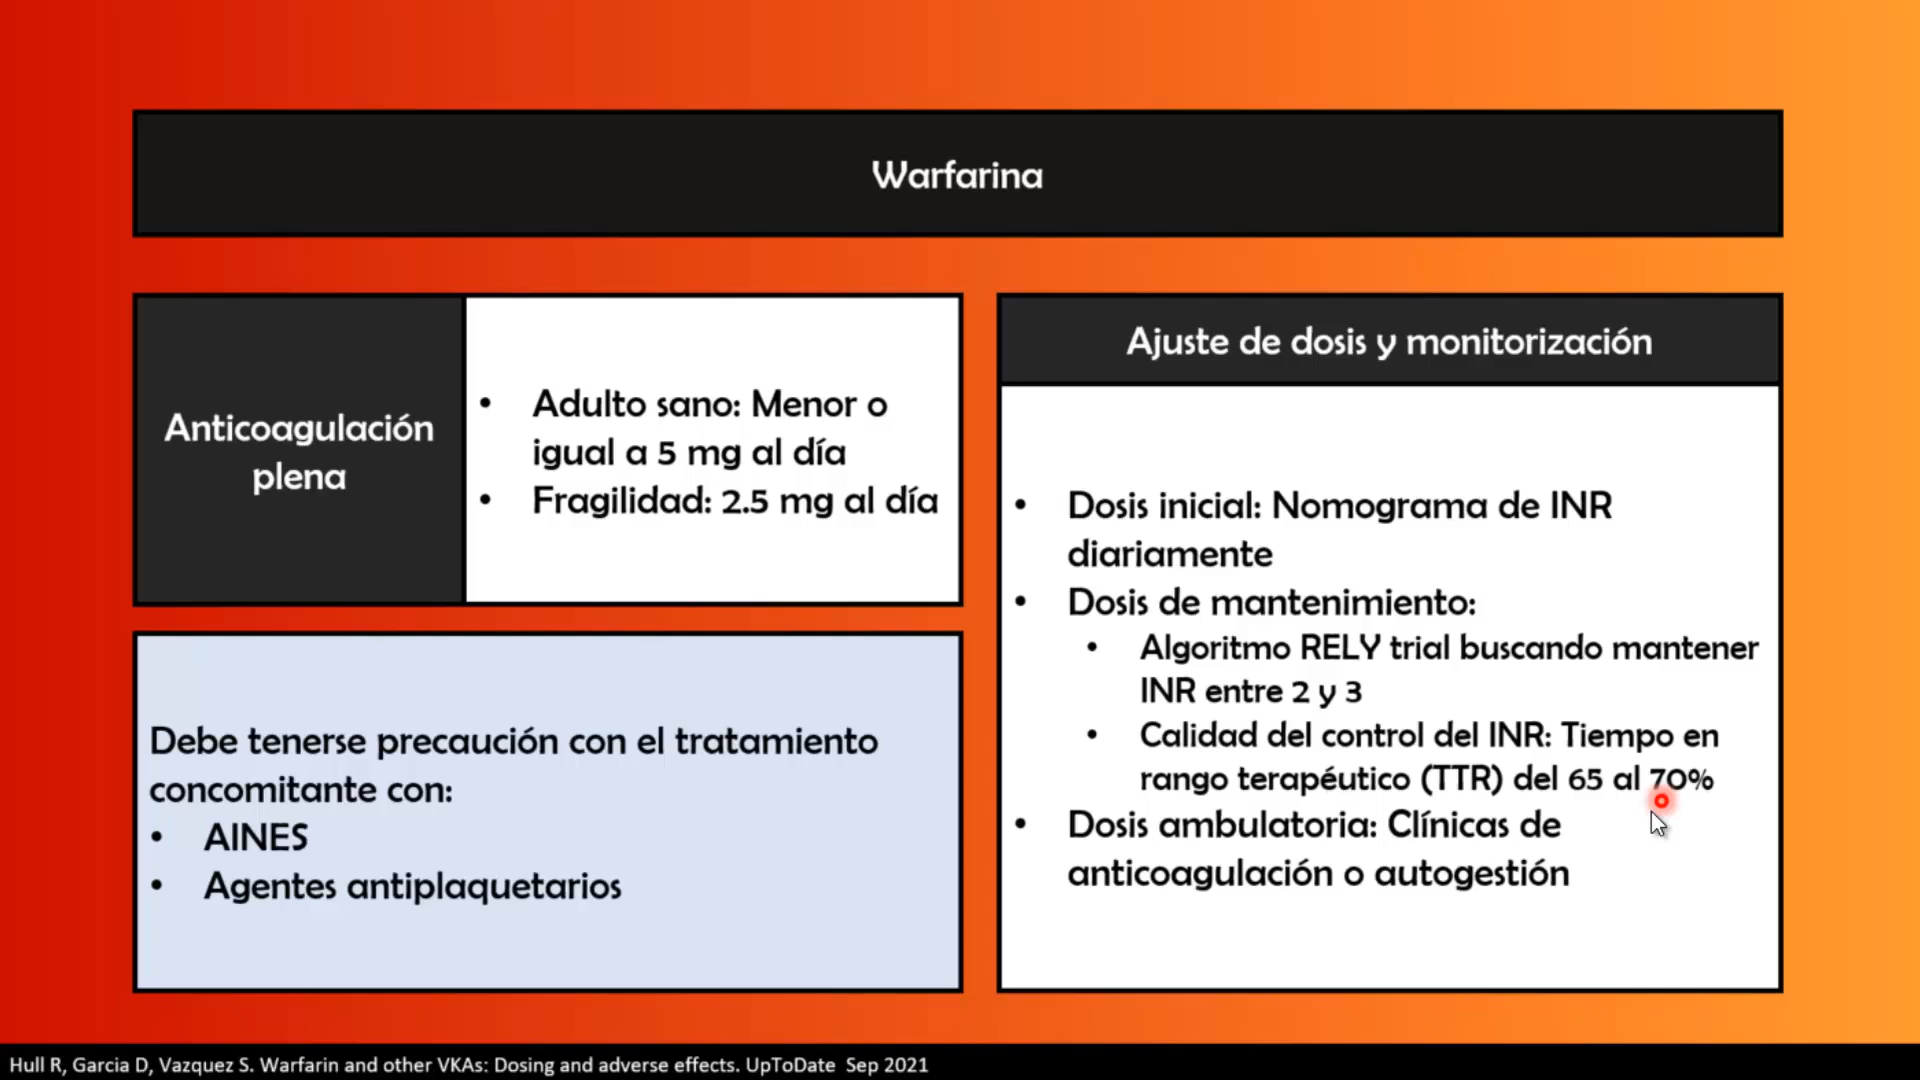 Warfarina
Anticoagulación
plena
• Adulto sano: Menor o
igual a 5 mg al día
• Fragilidad: 2.5 mg al día
Debe tenerse precaución con el tratamiento
concomitante con:
• AINES
• Agentes antiplaquetarios
Ajuste de dosis y monitorización
• Dosis inicial: Nomograma de INR
diariamente
• Dosis de mantenimiento:
• Algoritmo RELY trial buscando mantener
INR entre 2 y 3
• Calidad del control del INR: Tiempo en
rango terapéutico (TTR) del 65 al 70%
• Dosis ambulatoria: Clínicas de
anticoagulación o autogestión
Hull R, Garcia D, Vazquez S. Warfarin and other VKAs: Dosing and adverse effects. UpToDate Sep 2021